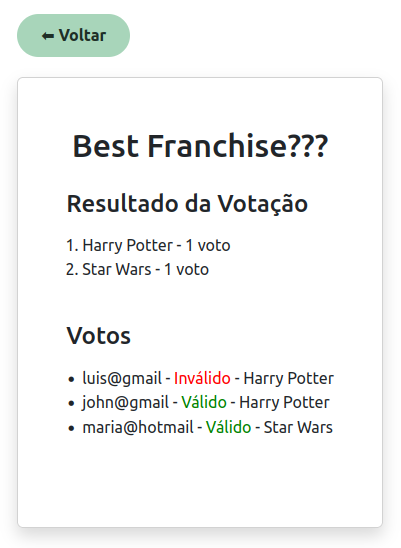 ⬅ Voltar
Best Franchise???
Resultado da Votação
1. Harry Potter - 1 voto
2. Star Wars - 1 voto
Votos
• luis@gmail - Inválido - Harry Potter
• john@gmail - Válido - Harry Potter
• maria@hotmail - Válido - Star Wars